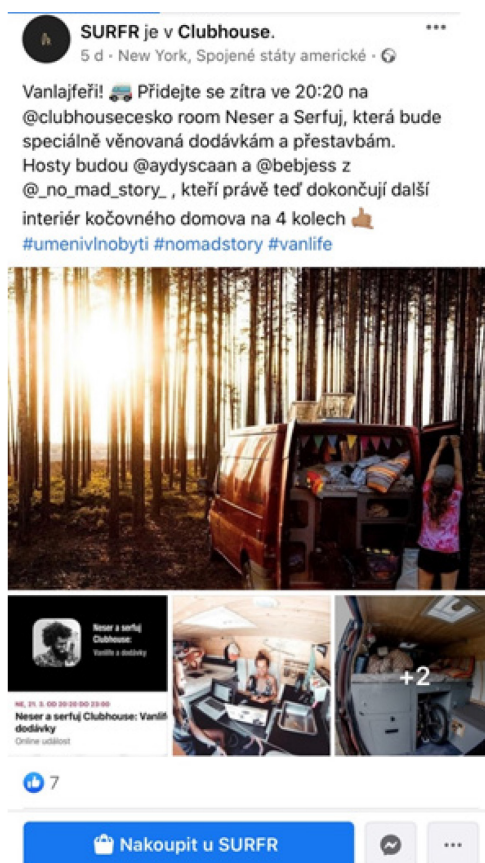 SURFR je v Clubhouse.
5 d · New York, Spojené státy americké ·
Vanlajfeři! 🚐 Přidejte se zítra ve 20:20 na
@clubhousecesko room Neser a Serfuj, která bude
speciálně věnovaná dodávkám a přestavbám.
Hosty budou @aydyscaan a @bebjess z
@_no_mad_story_ , kteří právě teď dokončují další
interiér kočovného domova na 4 kolech 🤙🏽
#umenivlnobyti #nomadstory #vanlife
Neser a serfuj
Clubhouse:
Vanlife a dodávky
NE, 21. 3. OD 20:20 DO 23:00
Neser a serfuj Clubhouse: Vanlif
dodávky
Online událost
+2
7
Nakoupit u SURFR